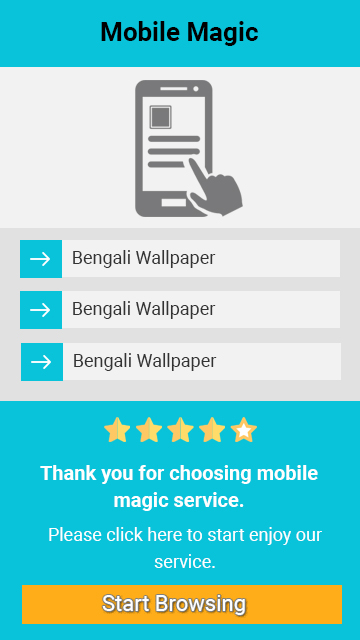 Mobile Magic
Bengali Wallpaper
Bengali Wallpaper
Bengali Wallpaper
Thank you for choosing mobile
magic service.
Please click here to start enjoy our
service.
Start Browsing